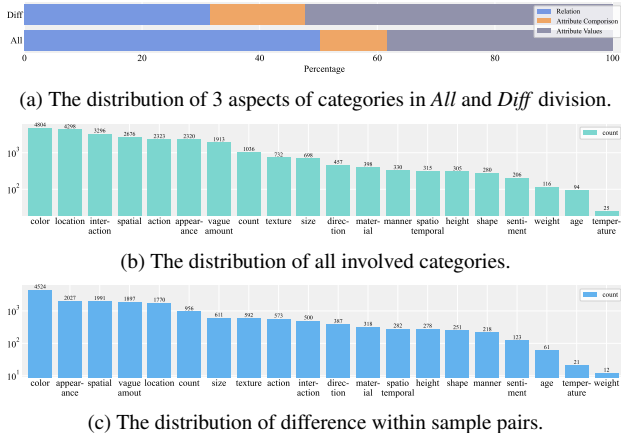 Diff
All
Relation
Attribute Comparison
Attribute Values
0 20 40 60 80 100
Percentage
(a) The distribution of 3 aspects of categories in All and Diff division.
4804 4298 3296 2676 2323 2320 1913 1036 732 698 457 398 330 315 305 280 206 116 94 25
count
10³
10²
color location inter-action spatial action appear-ance vague amount count texture size direc-tion mater-ial manner spatio temporal height shape senti-ment weight age temper-ature
(b) The distribution of all involved categories.
4524 2027 1991 1897 1770 956 611 592 573 500 387 318 282 278 251 218 123 61 21 12
count
10³
10²
10¹
color appear-ance spatial vague amout location count size texture action inter-action direc-tion mater-ial spatio temporal height shape manner senti-ment age temper-ature weight
(c) The distribution of difference within sample pairs.